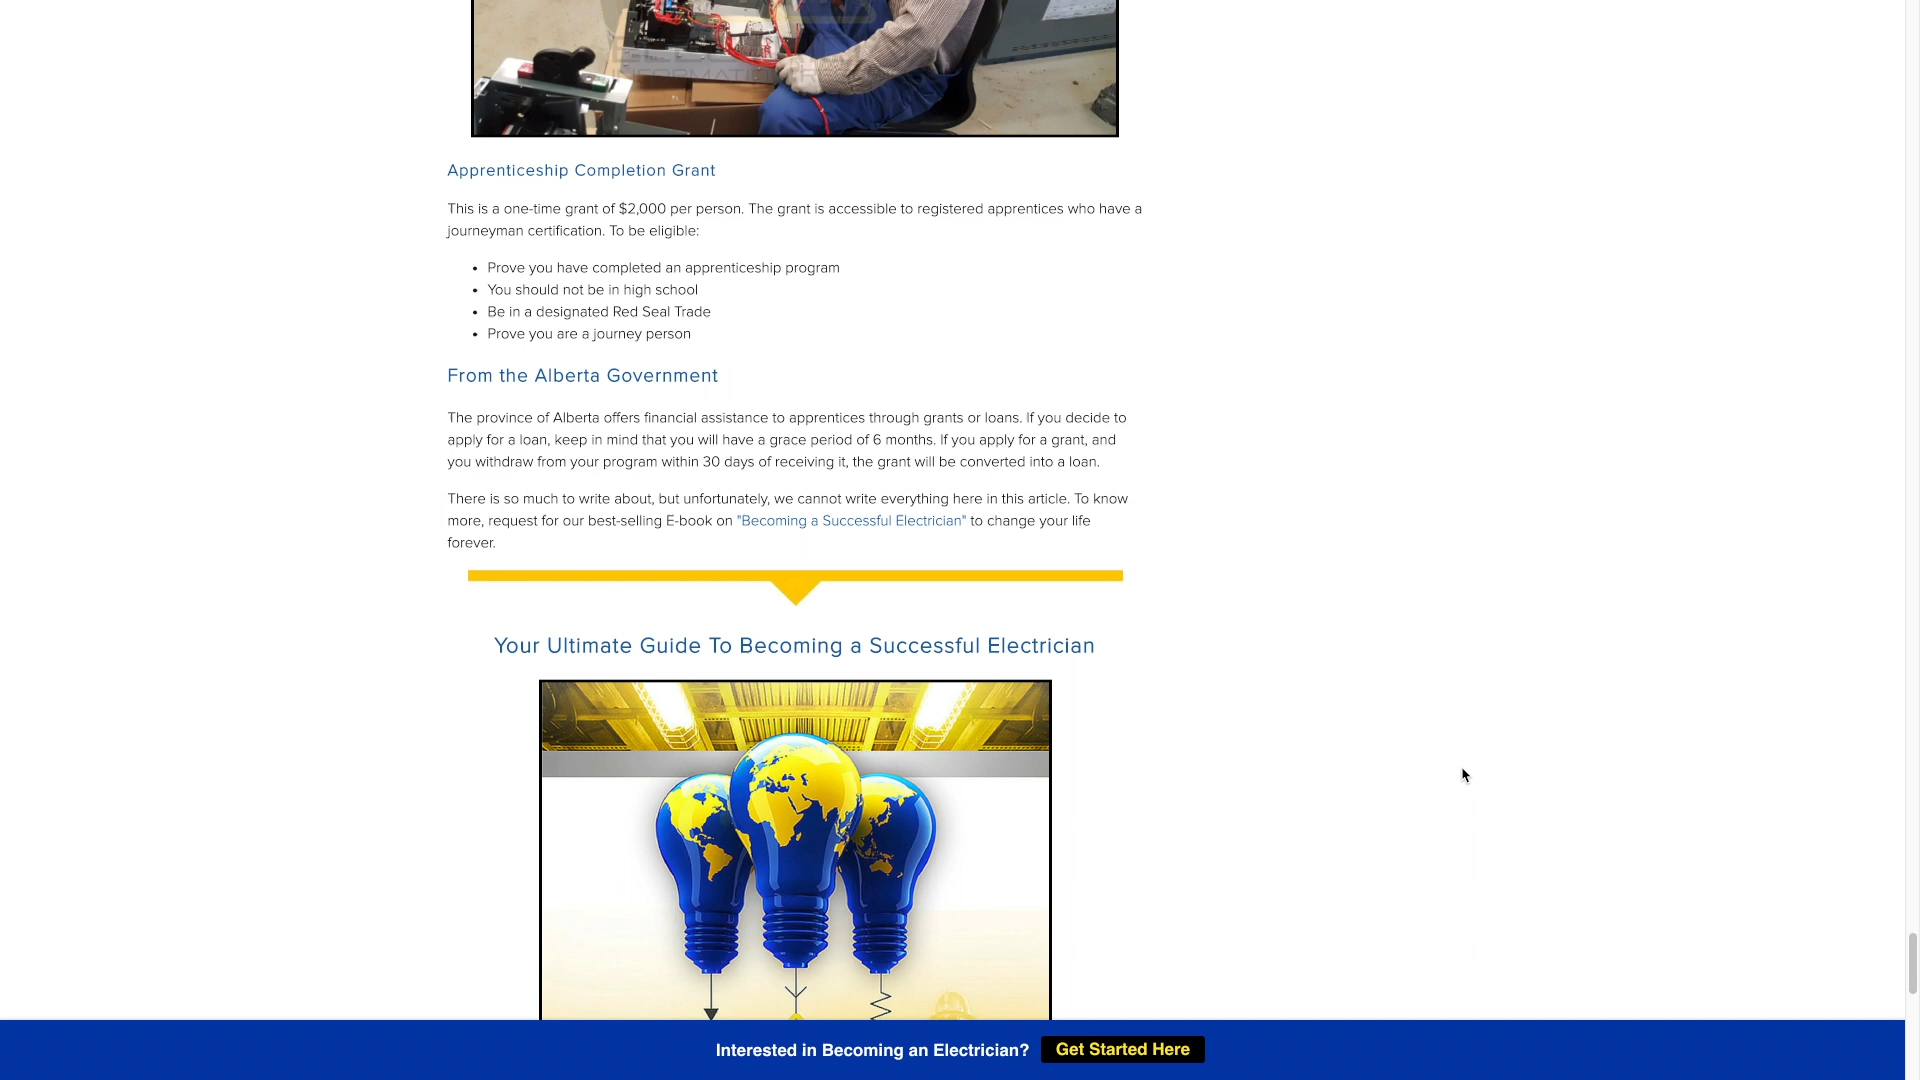 Apprenticeship Completion Grant
This is a one-time grant of $2,000 per person. The grant is accessible to registered apprentices who have a
journeyman certification. To be eligible:
• Prove you have completed an apprenticeship program
• You should not be in high school
• Be in a designated Red Seal Trade
• Prove you are a journey person
From the Alberta Government
The province of Alberta offers financial assistance to apprentices through grants or loans. If you decide to
apply for a loan, keep in mind that you will have a grace period of 6 months. If you apply for a grant, and
you withdraw from your program within 30 days of receiving it, the grant will be converted into a loan.
There is so much to write about, but unfortunately, we cannot write everything here in this article. To know
more, request for our best-selling E-book on "Becoming a Successful Electrician" to change your life
forever.
Your Ultimate Guide To Becoming a Successful Electrician
Interested in Becoming an Electrician? Get Started Here